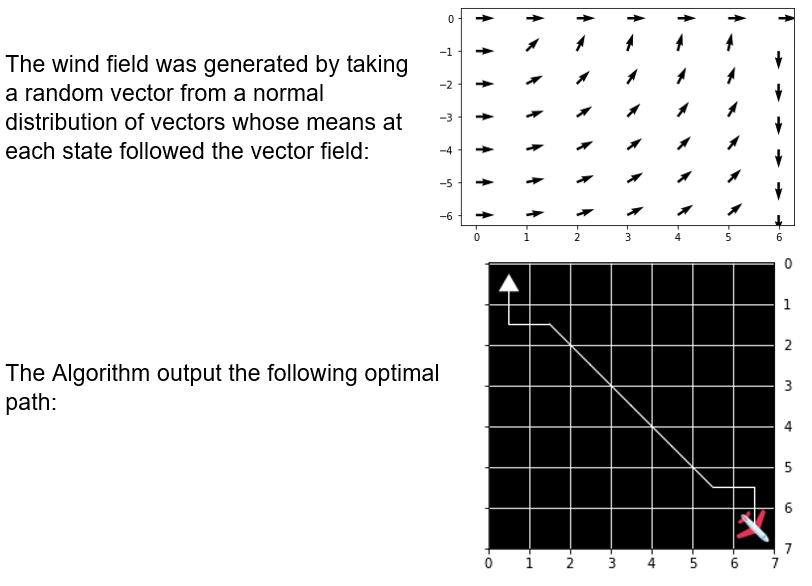 The wind field was generated by taking
a random vector from a normal
distribution of vectors whose means at
each state followed the vector field:
0
−1
−2
−3
−4
−5
−6
0 1 2 3 4 5 6
The Algorithm output the following optimal
path:
0
1
2
3
4
5
6
7
0 1 2 3 4 5 6 7